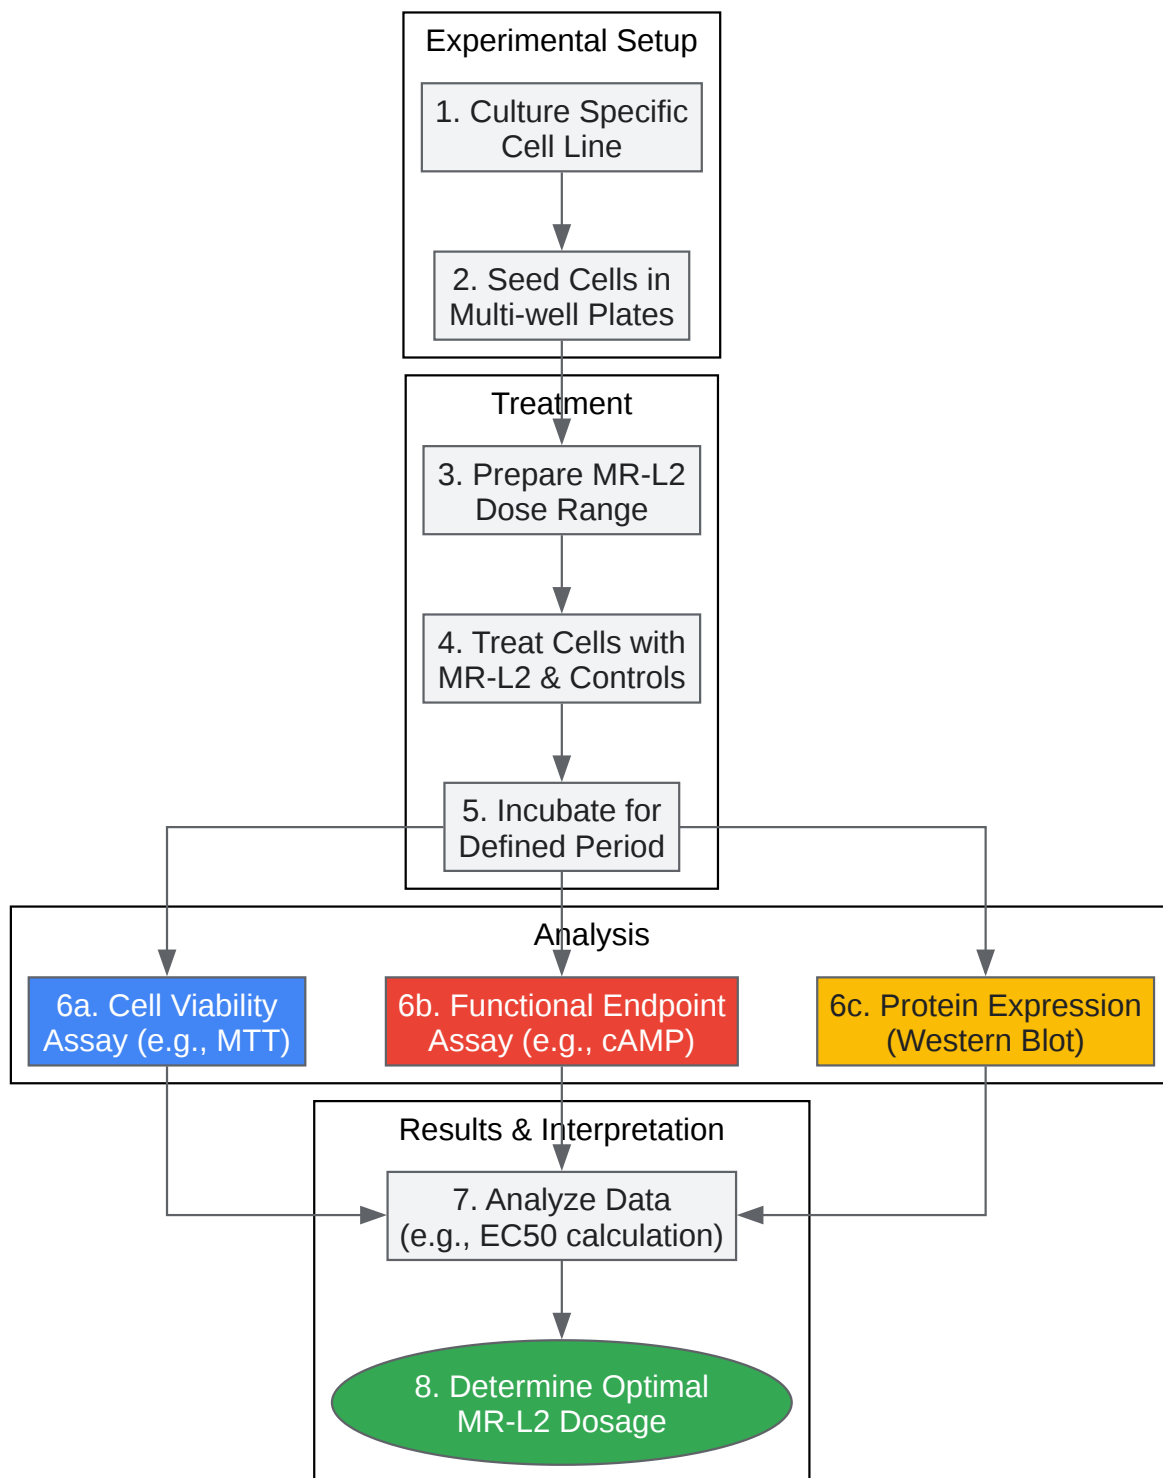 Experimental Setup
1. Culture Specific
Cell Line
2. Seed Cells in
Multi-well Plates
Treatment
3. Prepare MR-L2
Dose Range
4. Treat Cells with
MR-L2 & Controls
5. Incubate for
Defined Period
Analysis
6a. Cell Viability
Assay (e.g., MTT)
6b. Functional Endpoint
Assay (e.g., cAMP)
6c. Protein Expression
(Western Blot)
Results & Interpretation
7. Analyze Data
(e.g., EC50 calculation)
8. Determine Optimal
MR-L2 Dosage